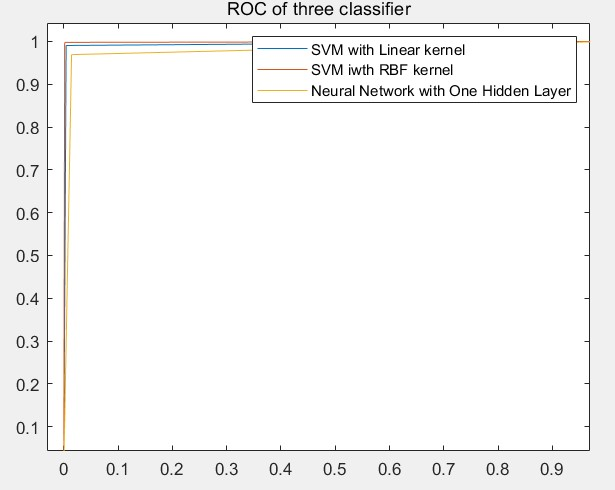 ROC of three classifier
1
0.9
0.8
0.7
0.6
0.5
0.4
0.3
0.2
0.1
SVM with Linear kernel
SVM iwth RBF kernel
Neural Network with One Hidden Layer
0 0.1 0.2 0.3 0.4 0.5 0.6 0.7 0.8 0.9